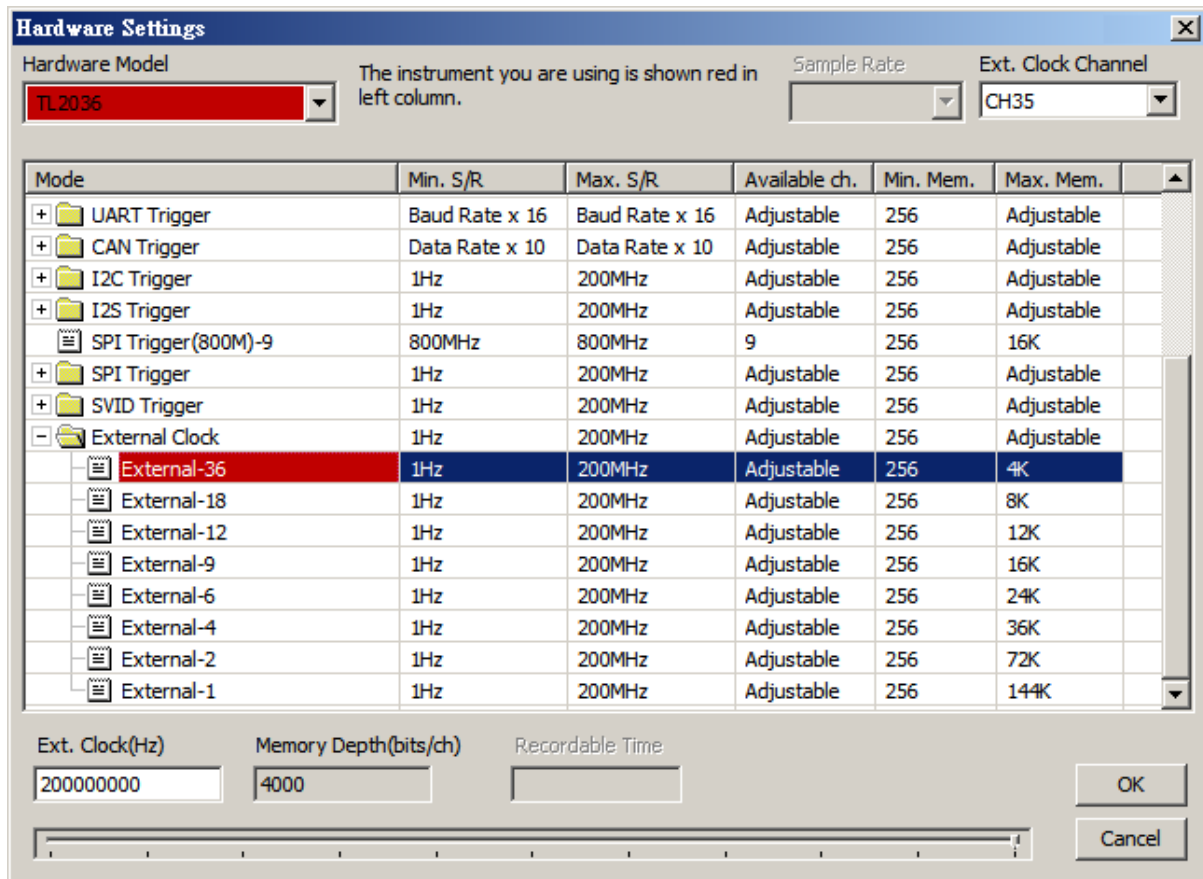 Hardware Settings
Hardware Model
The instrument you are using is shown red in
left column.
Sample Rate
Ext. Clock Channel
TL2036
CH35
Mode Min. S/R Max. S/R Available ch. Min. Mem. Max. Mem.
UART Trigger Baud Rate x 16 Baud Rate x 16 Adjustable 256 Adjustable
CAN Trigger Data Rate x 10 Data Rate x 10 Adjustable 256 Adjustable
I2C Trigger 1Hz 200MHz Adjustable 256 Adjustable
I2S Trigger 1Hz 200MHz Adjustable 256 Adjustable
SPI Trigger(800M)-9 800MHz 800MHz 9 256 16K
SPI Trigger 1Hz 200MHz Adjustable 256 Adjustable
SVID Trigger 1Hz 200MHz Adjustable 256 Adjustable
External Clock 1Hz 200MHz Adjustable 256 Adjustable
External-36 1Hz 200MHz Adjustable 256 4K
External-18 1Hz 200MHz Adjustable 256 8K
External-12 1Hz 200MHz Adjustable 256 12K
External-9 1Hz 200MHz Adjustable 256 16K
External-6 1Hz 200MHz Adjustable 256 24K
External-4 1Hz 200MHz Adjustable 256 36K
External-2 1Hz 200MHz Adjustable 256 72K
External-1 1Hz 200MHz Adjustable 256 144K
Ext. Clock(Hz) Memory Depth(bits/ch) Recordable Time
200000000 4000
OK
Cancel